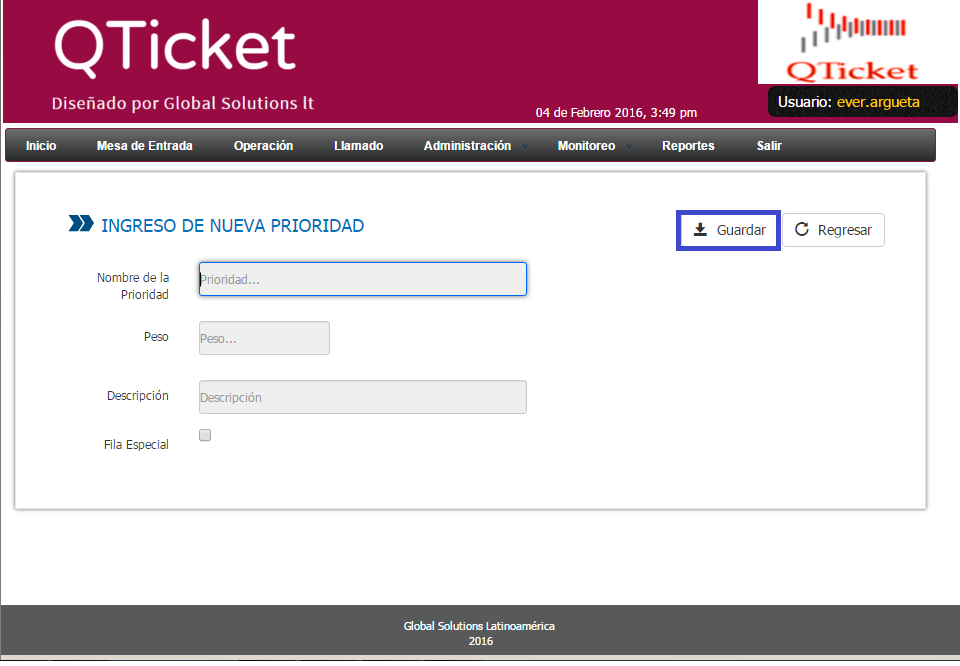 QTicket
Diseñado por Global Solutions lt
04 de Febrero 2016, 3:49 pm
QTicket
Usuario: ever.argueta
Inicio Mesa de Entrada Operación Llamado Administración Monitoreo Reportes Salir
INGRESO DE NUEVA PRIORIDAD
Guardar Regresar
Nombre de la
Prioridad
Prioridad...
Peso Peso...
Descripción Descripción
Fila Especial
Global Solutions Latinoamérica
2016